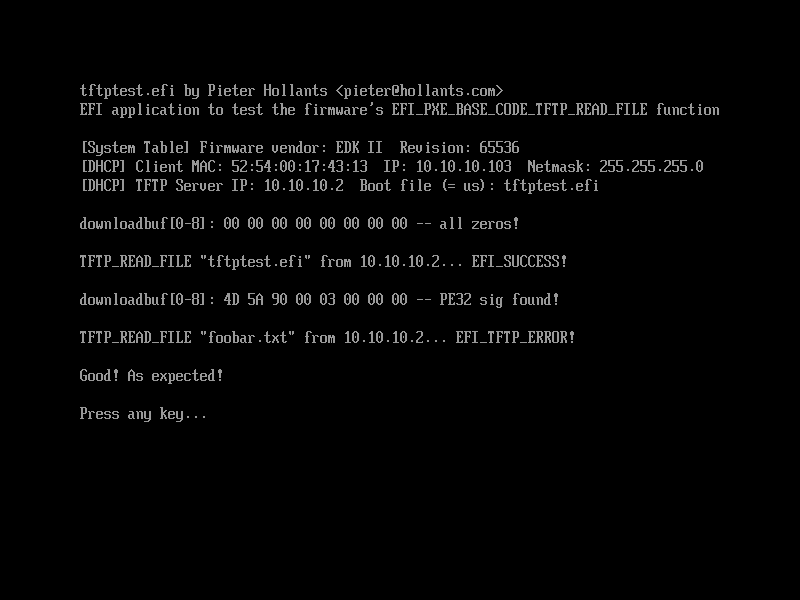 tftptest.efi by Pieter Hollants <pieter@hollants.com>
EFI application to test the firmware's EFI_PXE_BASE_CODE_TFTP_READ_FILE function
[System Table] Firmware vendor: EDK II  Revision: 65536
[DHCP] Client MAC: 52:54:00:17:43:13  IP: 10.10.10.103  Netmask: 255.255.255.0
[DHCP] TFTP Server IP: 10.10.10.2  Boot file (= us): tftptest.efi
downloadbuf[0-8]: 00 00 00 00 00 00 00 00 -- all zeros!
TFTP_READ_FILE "tftptest.efi" from 10.10.10.2... EFI_SUCCESS!
downloadbuf[0-8]: 4D 5A 90 00 03 00 00 00 -- PE32 sig found!
TFTP_READ_FILE "foobar.txt" from 10.10.10.2... EFI_TFTP_ERROR!
Good! As expected!
Press any key...